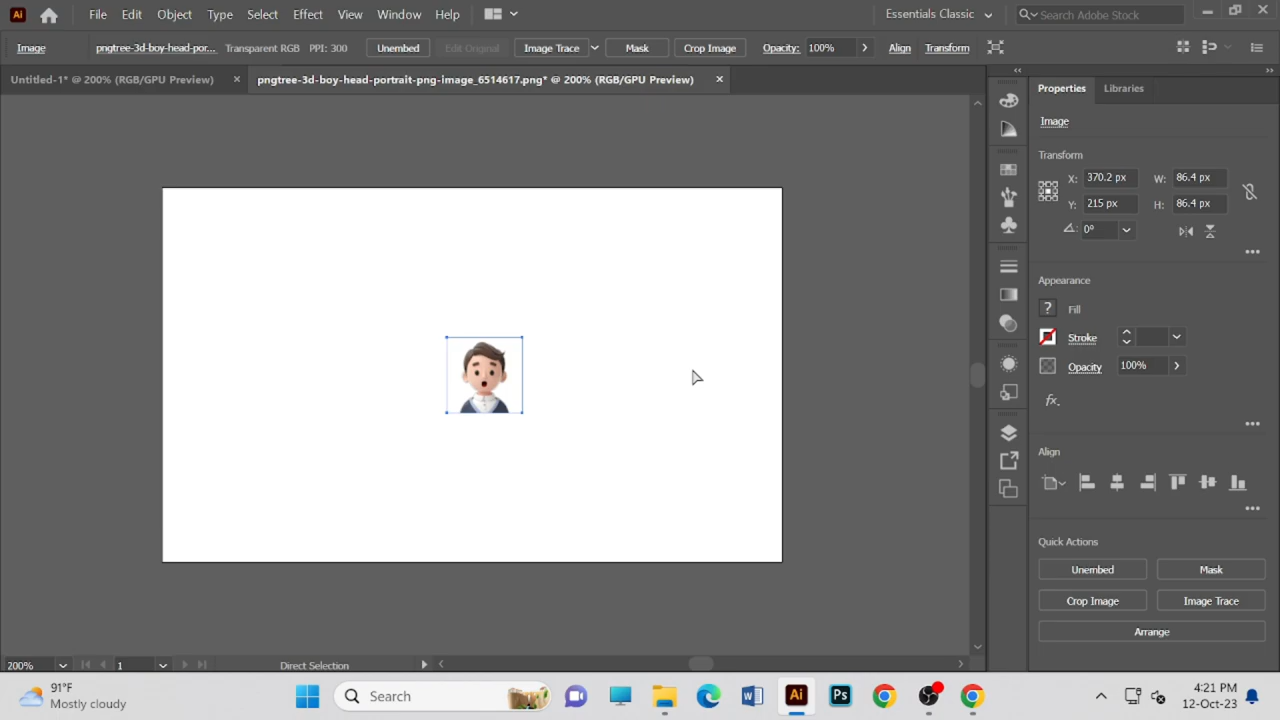 Ai File Edit Object Type Select Effect View Window Help Essentials Classic Search Adobe Stock
Image pngtree-3d-boy-head-por... Transparent RGB PPI: 300 Unembed Edit Original Image Trace Mask Crop Image Opacity: 100% Align Transform
Untitled-1* @ 200% (RGB/GPU Preview) × pngtree-3d-boy-head-portrait-png-image_6514617.png* @ 200% (RGB/GPU Preview) ×
Properties Libraries
Image
Transform
X: 370.2 px W: 86.4 px
Y: 215 px H: 86.4 px
0°
Appearance
? Fill
Stroke
Opacity 100%
fx.
Align
Quick Actions
Unembed Mask
Crop Image Image Trace
Arrange
200% 1 Direct Selection
91°F
Mostly cloudy
Search
W Ai Ps
4:21 PM
12-Oct-23